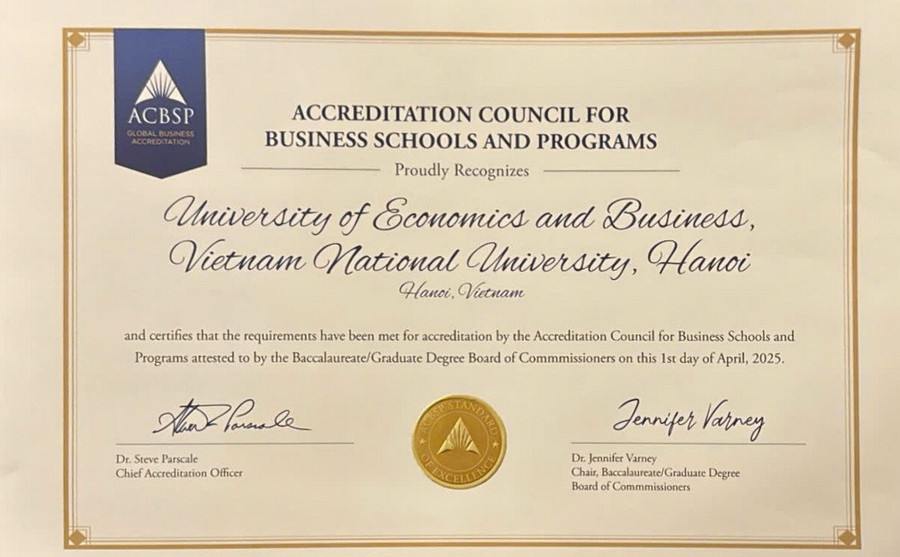 ACBSP
GLOBAL BUSINESS
ACCREDITATION
ACCREDITATION COUNCIL FOR
BUSINESS SCHOOLS AND PROGRAMS
Proudly Recognizes
University of Economics and Business,
Vietnam National University, Hanoi
Hanoi, Vietnam
and certifies that the requirements have been met for accreditation by the Accreditation Council for Business Schools and
Programs attested to by the Baccalaureate/Graduate Degree Board of Commmissioners on this 1st day of April, 2025.
Steve Parscale
Dr. Steve Parscale
Chief Accreditation Officer
ACBSP STANDARD
OF EXCELLENCE
Jennifer Varney
Dr. Jennifer Varney
Chair, Baccalaureate/Graduate Degree
Board of Commmissioners